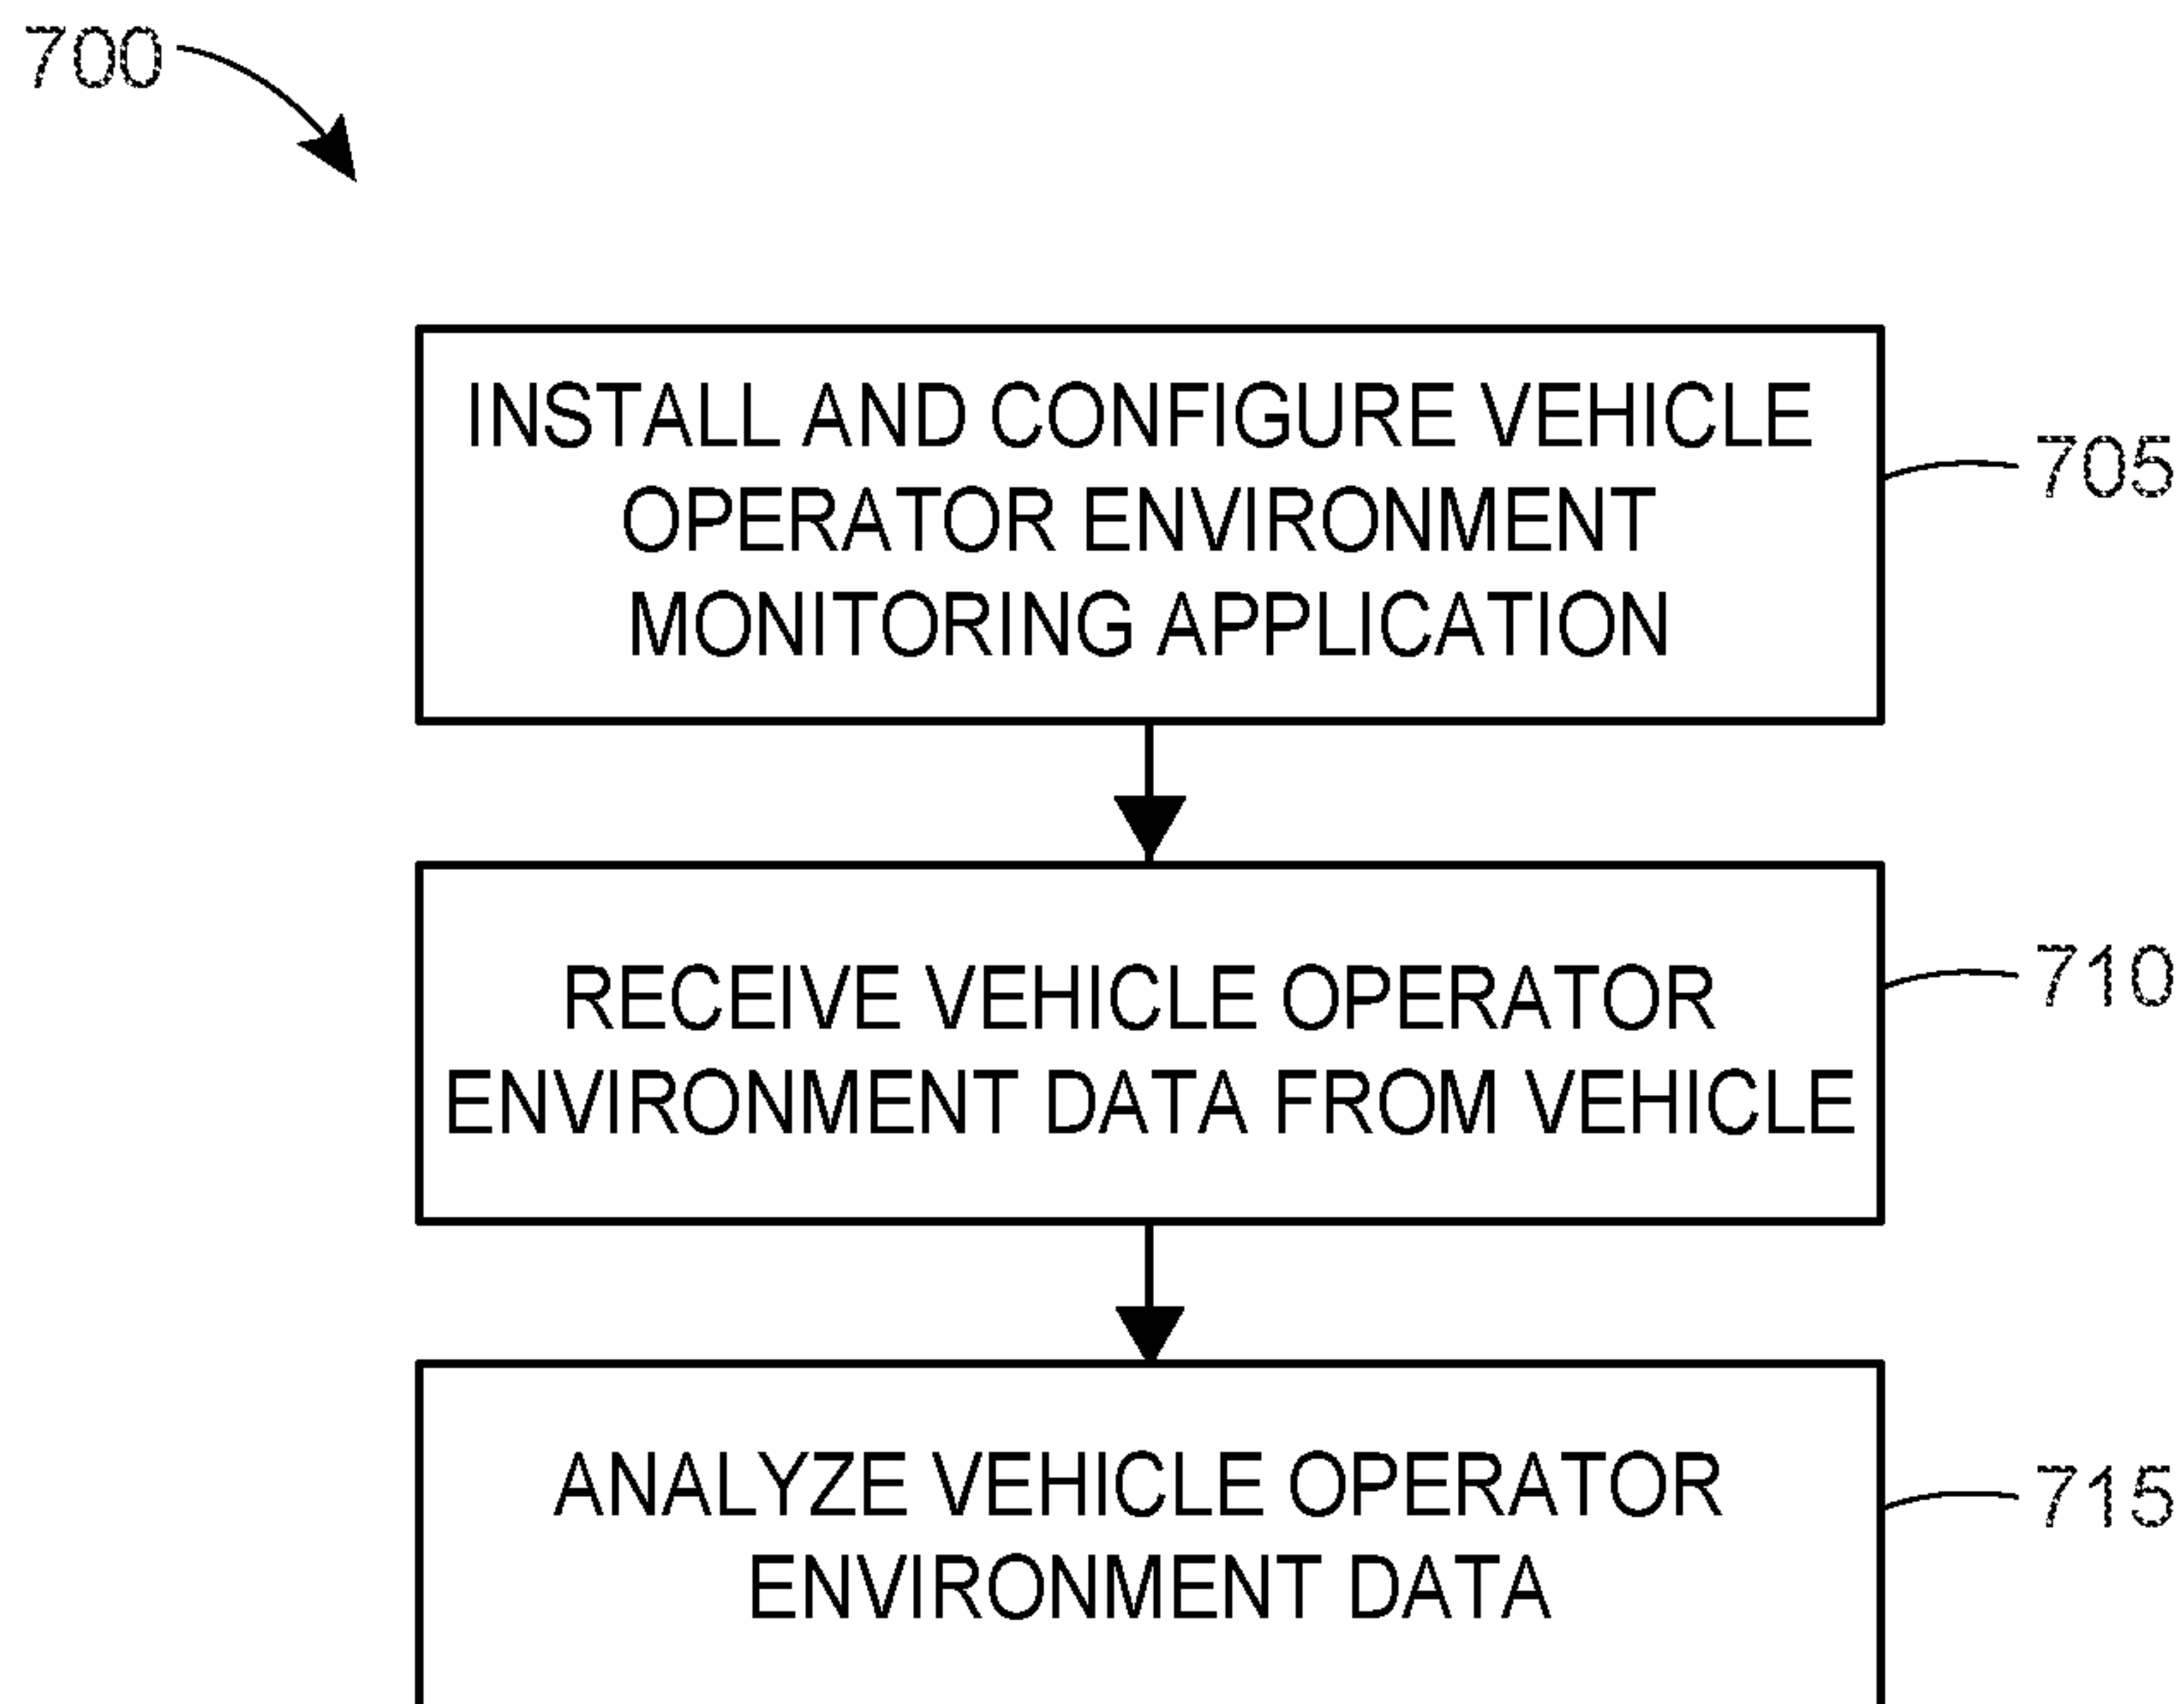 700
INSTALL AND CONFIGURE VEHICLE
OPERATOR ENVIRONMENT
MONITORING APPLICATION
705
RECEIVE VEHICLE OPERATOR
ENVIRONMENT DATA FROM VEHICLE
710
ANALYZE VEHICLE OPERATOR
ENVIRONMENT DATA
715